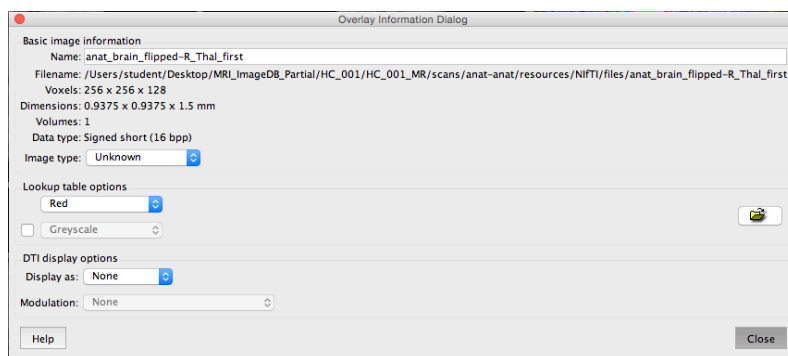 Overlay Information Dialog
Basic image information
Name: anat_brain_flipped-R_Thal_first
Filename: /Users/student/Desktop/MRI_ImageDB_Partial/HC_001/HC_001_MR/scans/anat-anat/resources/NIfTI/files/anat_brain_flipped-R_Thal_first
Voxels: 256 x 256 x 128
Dimensions: 0.9375 x 0.9375 x 1.5 mm
Volumes: 1
Data type: Signed short (16 bpp)
Image type: Unknown
Lookup table options
Red
Greyscale
DTI display options
Display as: None
Modulation: None
Help Close